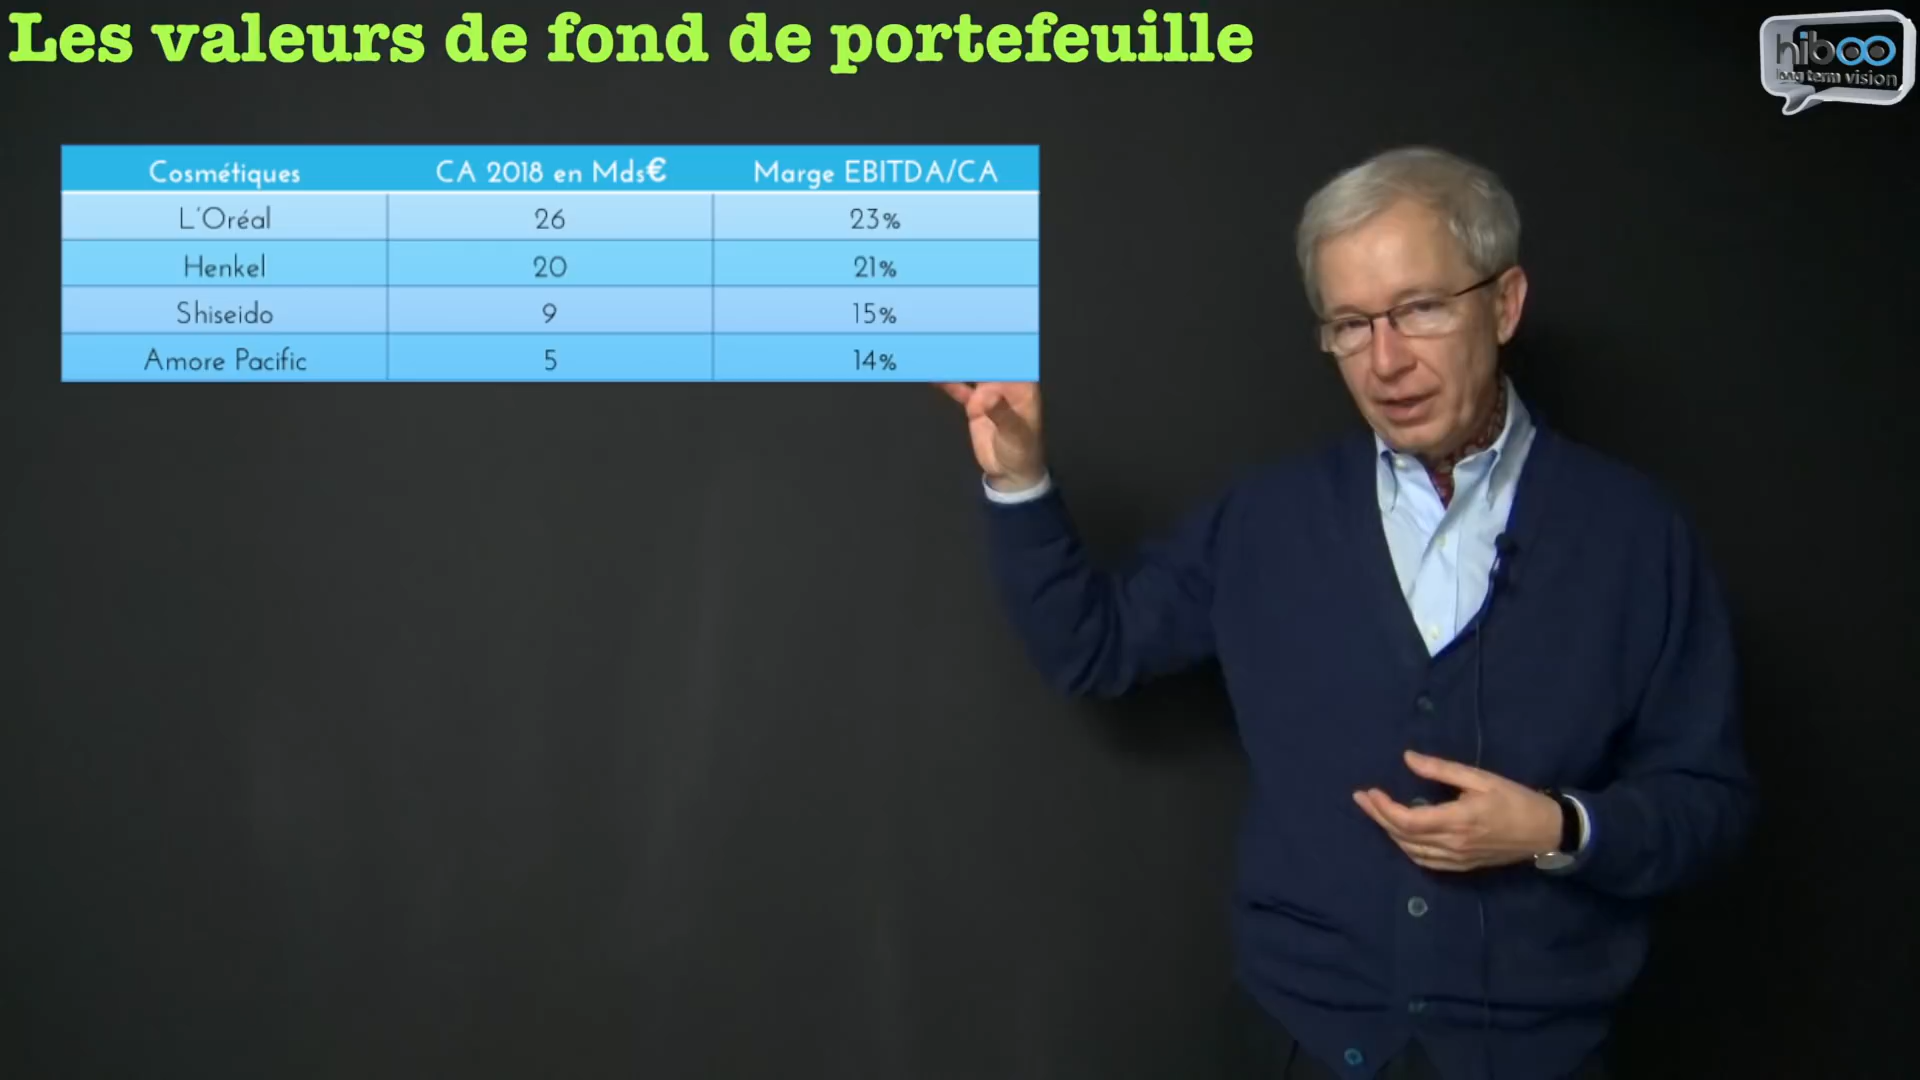 Les valeurs de fond de portefeuille
hiboo
long term vision
Cosmétiques CA 2018 en Mds€ Marge EBITDA/CA
L'Oréal 26 23%
Henkel 20 21%
Shiseido 9 15%
Amore Pacific 5 14%